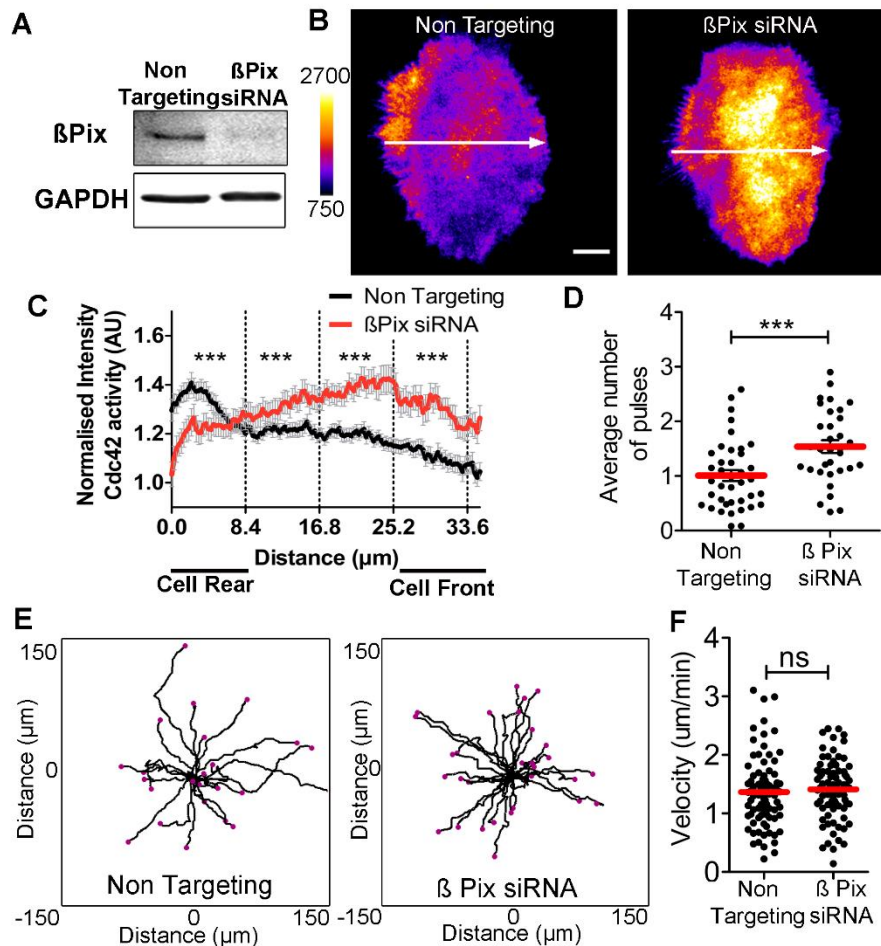 A
Non
Targeting
ßPix
siRNA
ßPix
GAPDH
B
2700
750
Non Targeting
ßPix siRNA
C
Non Targeting
ßPix siRNA
Normalised Intensity
Cdc42 activity (AU)
1.6
1.4
1.2
1.0
*** *** *** ***
0.0 8.4 16.8 25.2 33.6
Distance (µm)
Cell Rear
Cell Front
D
Average number
of pulses
4
3
2
1
0
***
Non
Targeting
ß Pix
siRNA
E
150
0
-150
Distance (µm)
Non Targeting
0
150
Distance (µm)
150
0
-150
Distance (µm)
ß Pix siRNA
0
150
Distance (µm)
F
Velocity (um/min)
4
3
2
1
0
ns
Non
Targeting
ß Pix
siRNA